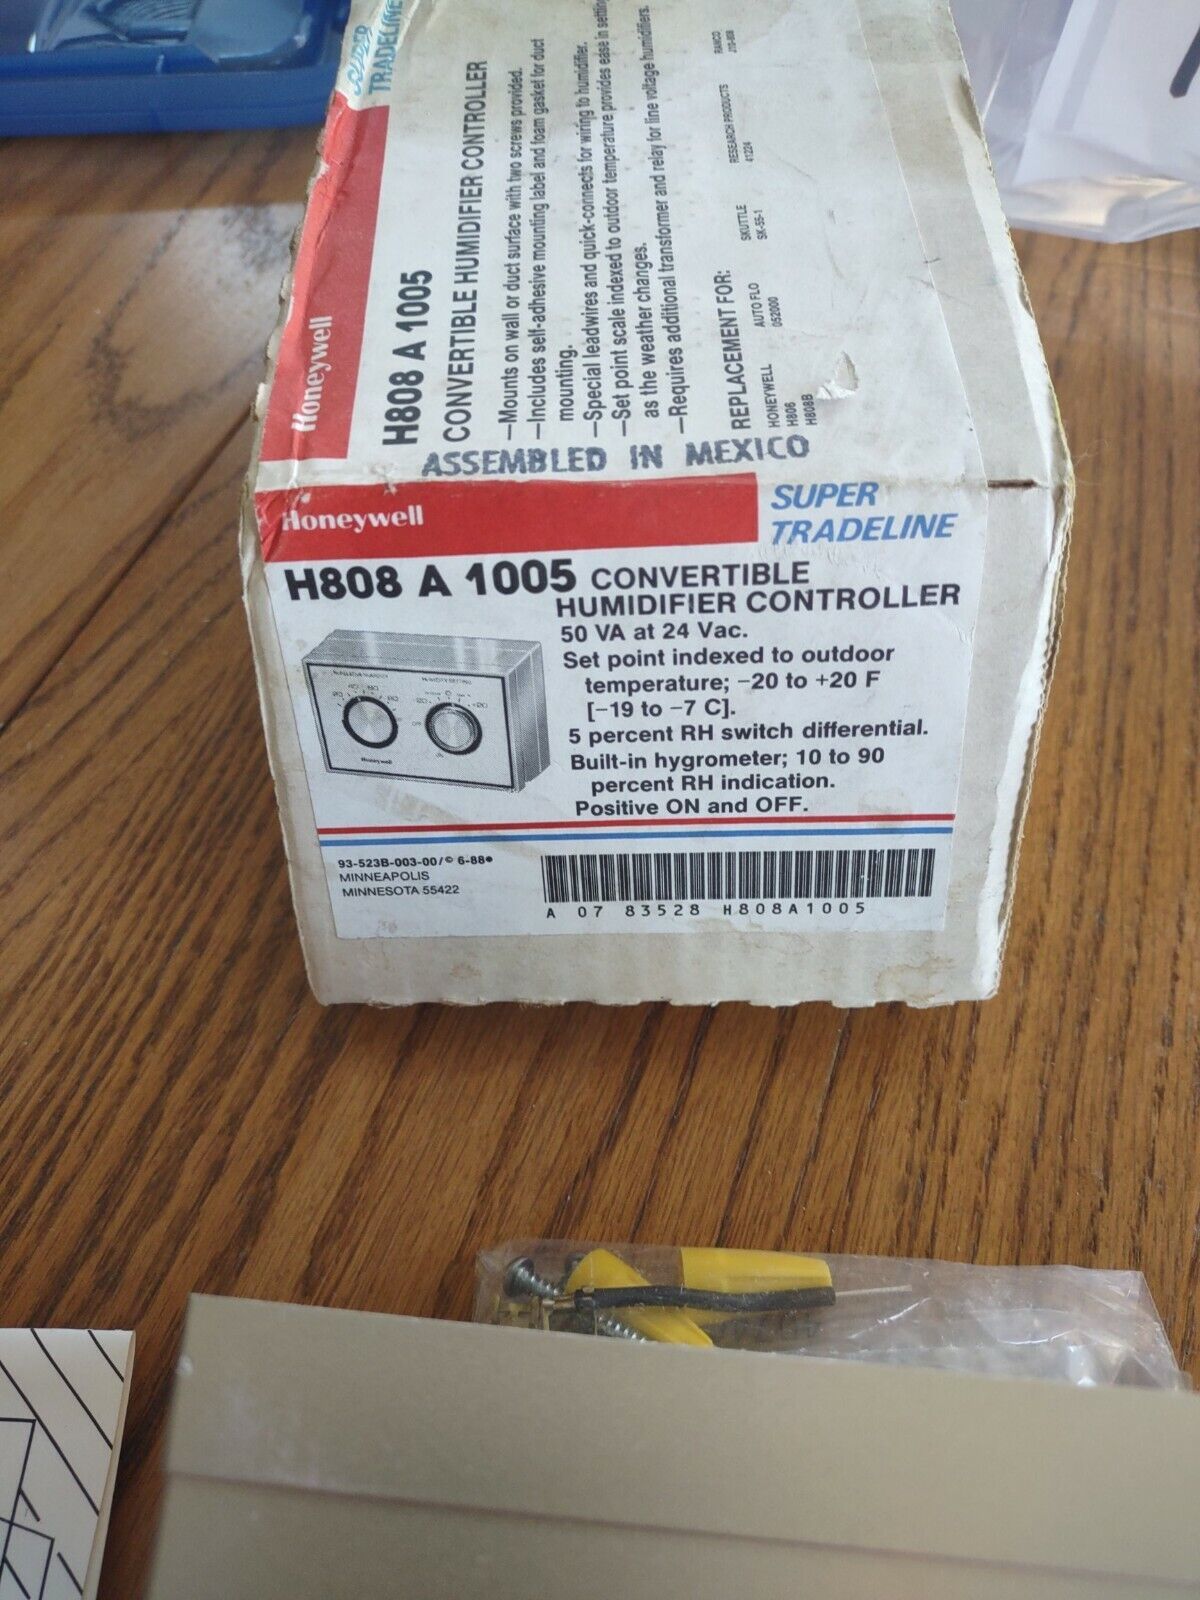 SUPER
TRADELINE
Honeywell
H808 A 1005
CONVERTIBLE HUMIDIFIER CONTROLLER
—Mounts on wall or duct surface with two screws provided.
—Includes self-adhesive mounting label and foam gasket for duct
mounting.
—Special leadwires and quick-connects for wiring to humidifier.
—Set point scale indexed to outdoor temperature provides ease in setting
as the weather changes.
—Requires additional transformer and relay for line voltage humidifiers.
REPLACEMENT FOR:
HONEYWELL
H806
H808B
AUTO FLO
052000
SKUTTLE
SK-55-1
RESEARCH PRODUCTS
41224
RANCO
ASSEMBLED IN MEXICO
Honeywell
SUPER
TRADELINE
H808 A 1005 CONVERTIBLE
HUMIDIFIER CONTROLLER
50 VA at 24 Vac.
Set point indexed to outdoor
temperature; −20 to +20 F
[−19 to −7 C].
5 percent RH switch differential.
Built-in hygrometer; 10 to 90
percent RH indication.
Positive ON and OFF.
Honeywell
93-523B-003-00/© 6-88
MINNEAPOLIS
MINNESOTA 55422
A 07 83528 H808A1005